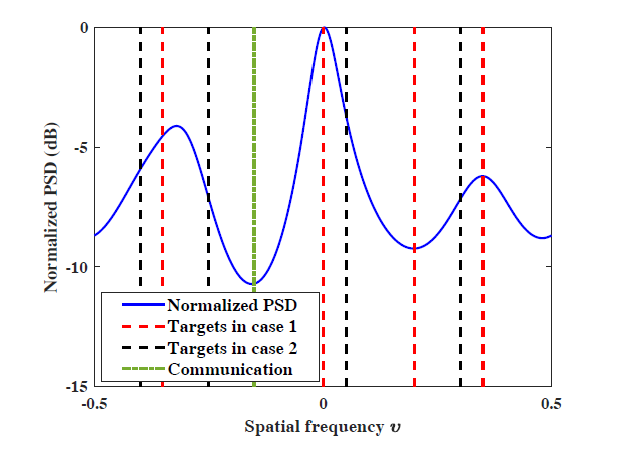 0
-5
-10
-15
Normalized PSD (dB)
Normalized PSD
Targets in case 1
Targets in case 2
Communication
-0.5
0
0.5
Spatial frequency υ